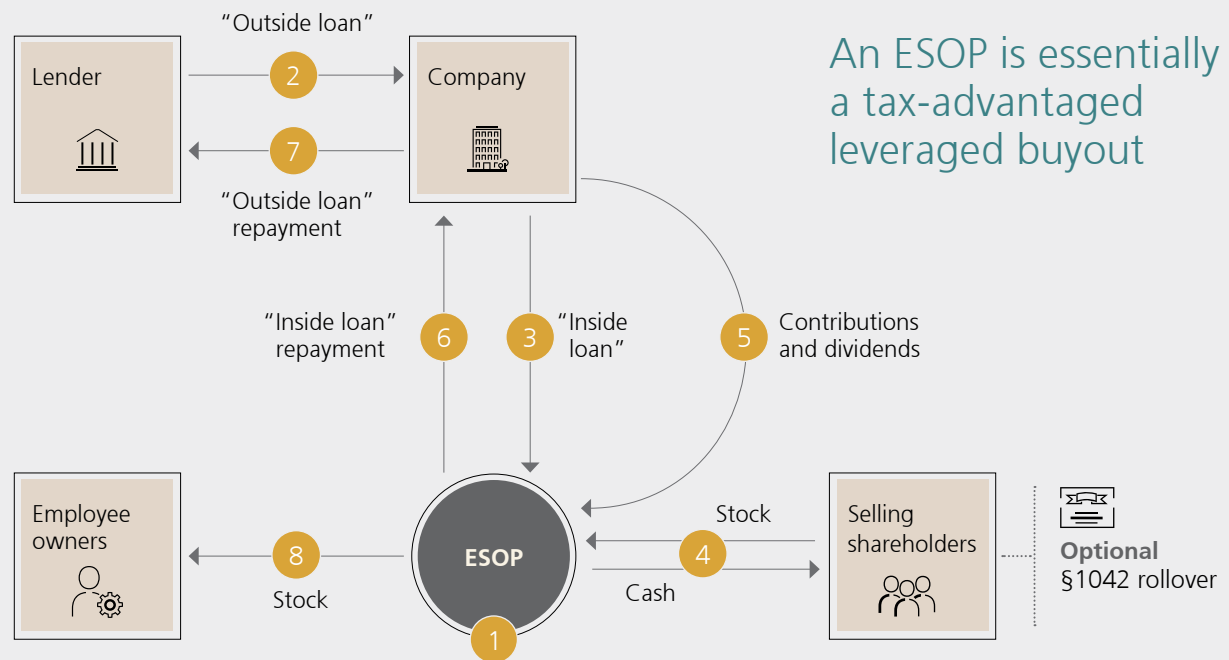 “Outside loan”
An ESOP is essentially
a tax-advantaged
leveraged buyout
Lender
2
Company
7
“Outside loan”
repayment
“Inside loan”
repayment
6
3
“Inside
loan”
5
Contributions
and dividends
Employee
owners
8
Stock
ESOP
1
Stock
4
Cash
Selling
shareholders
Optional
§1042 rollover